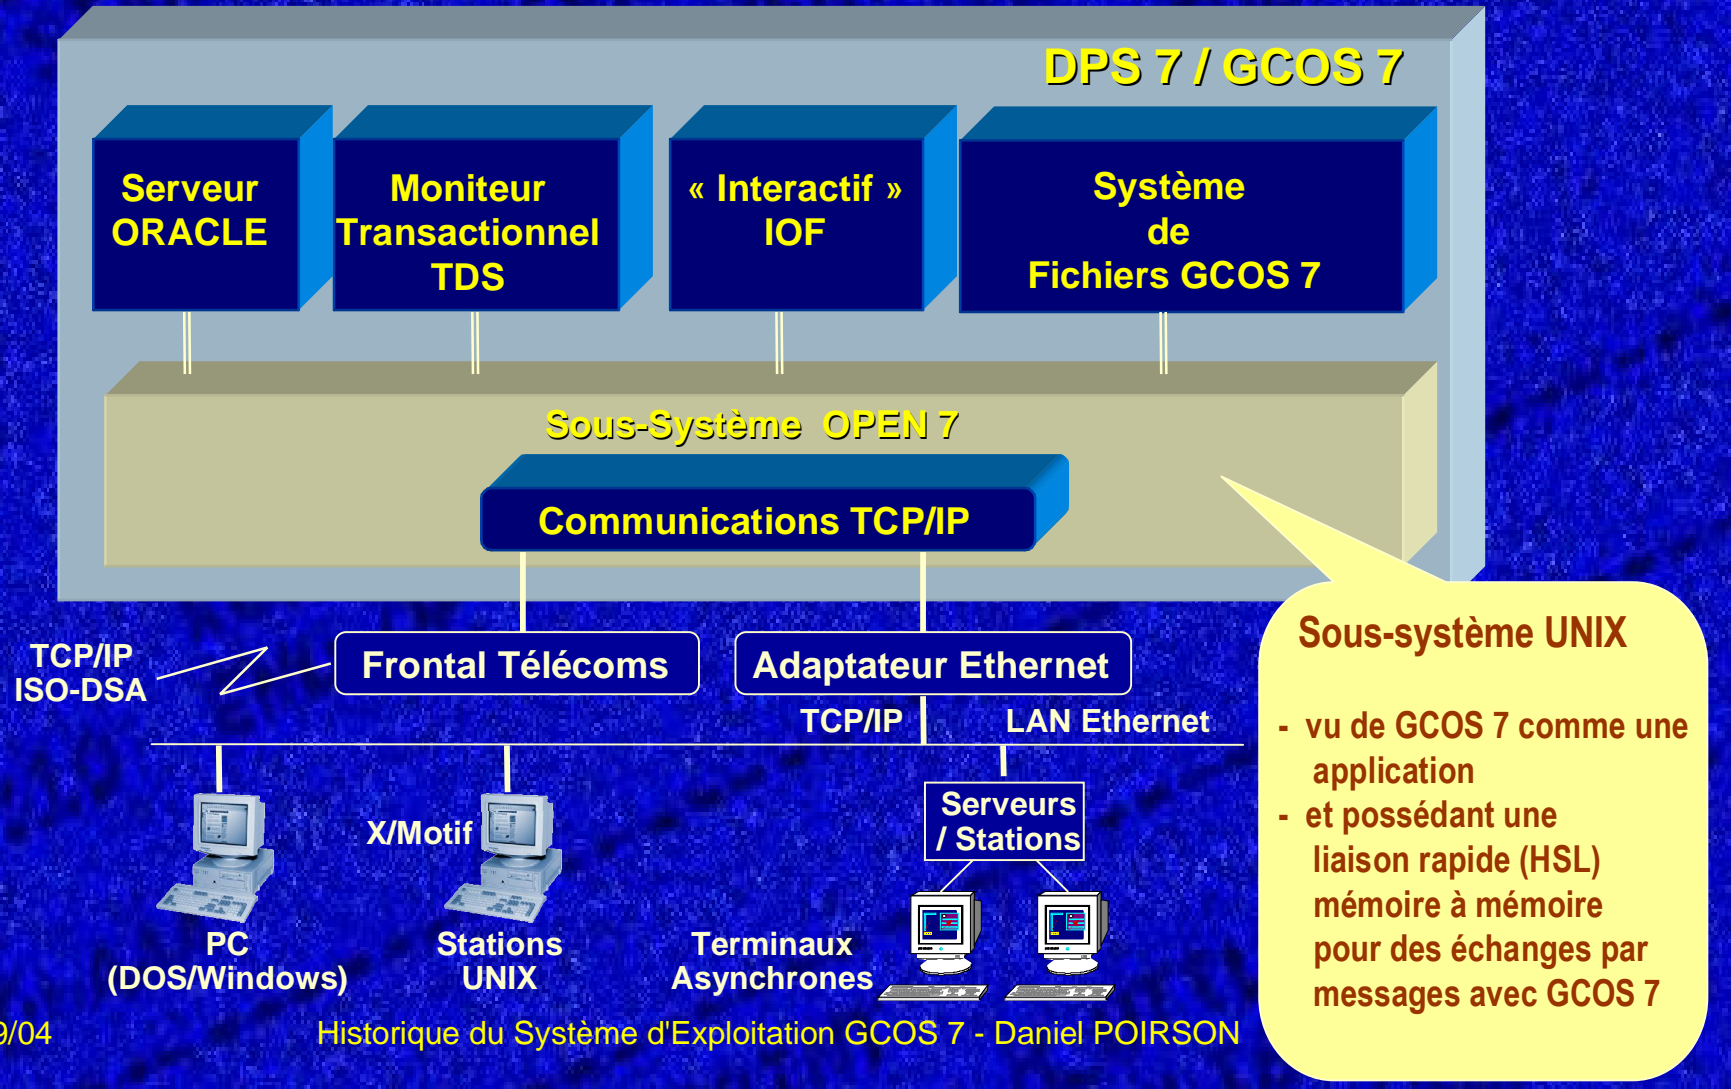 DPS 7 / GCOS 7
Serveur
ORACLE
Moniteur
Transactionnel
TDS
« Interactif »
IOF
Système
de
Fichiers GCOS 7
Sous-Système OPEN 7
Communications TCP/IP
TCP/IP
ISO-DSA
Frontal Télécoms
Adaptateur Ethernet
TCP/IP
LAN Ethernet
X/Motif
Serveurs
/ Stations
PC
(DOS/Windows)
Stations
UNIX
Terminaux
Asynchrones
Sous-système UNIX
- vu de GCOS 7 comme une
application
- et possédant une
liaison rapide (HSL)
mémoire à mémoire
pour des échanges par
messages avec GCOS 7
9/04
Historique du Système d'Exploitation GCOS 7 - Daniel POIRSON